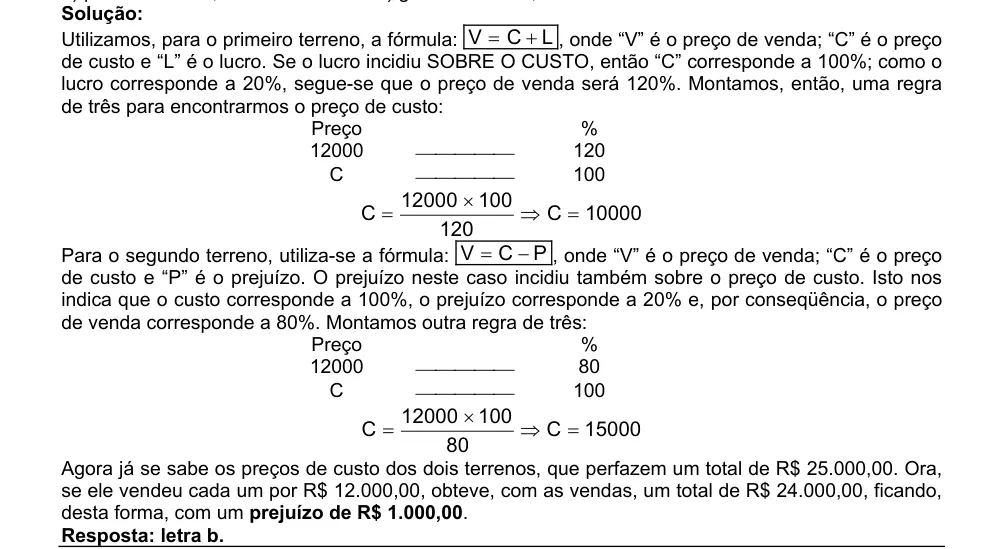 Solução:
Utilizamos, para o primeiro terreno, a fórmula: V = C + L, onde “V” é o preço de venda; “C” é o preço
de custo e “L” é o lucro. Se o lucro incidiu SOBRE O CUSTO, então “C” corresponde a 100%; como o
lucro corresponde a 20%, segue-se que o preço de venda será 120%. Montamos, então, uma regra
de três para encontrarmos o preço de custo:
Preço %
12000 ———— 120
C ———— 100
C = 12000 × 100 / 120 ⇒ C = 10000
Para o segundo terreno, utiliza-se a fórmula: V = C – P, onde “V” é o preço de venda; “C” é o preço
de custo e “P” é o prejuízo. O prejuízo neste caso incidiu também sobre o preço de custo. Isto nos
indica que o custo corresponde a 100%, o prejuízo corresponde a 20% e, por conseqüência, o preço
de venda corresponde a 80%. Montamos outra regra de três:
Preço %
12000 ———— 80
C ———— 100
C = 12000 × 100 / 80 ⇒ C = 15000
Agora já se sabe os preços de custo dos dois terrenos, que perfazem um total de R$ 25.000,00. Ora,
se ele vendeu cada um por R$ 12.000,00, obteve, com as vendas, um total de R$ 24.000,00, ficando,
desta forma, com um prejuízo de R$ 1.000,00.
Resposta: letra b.